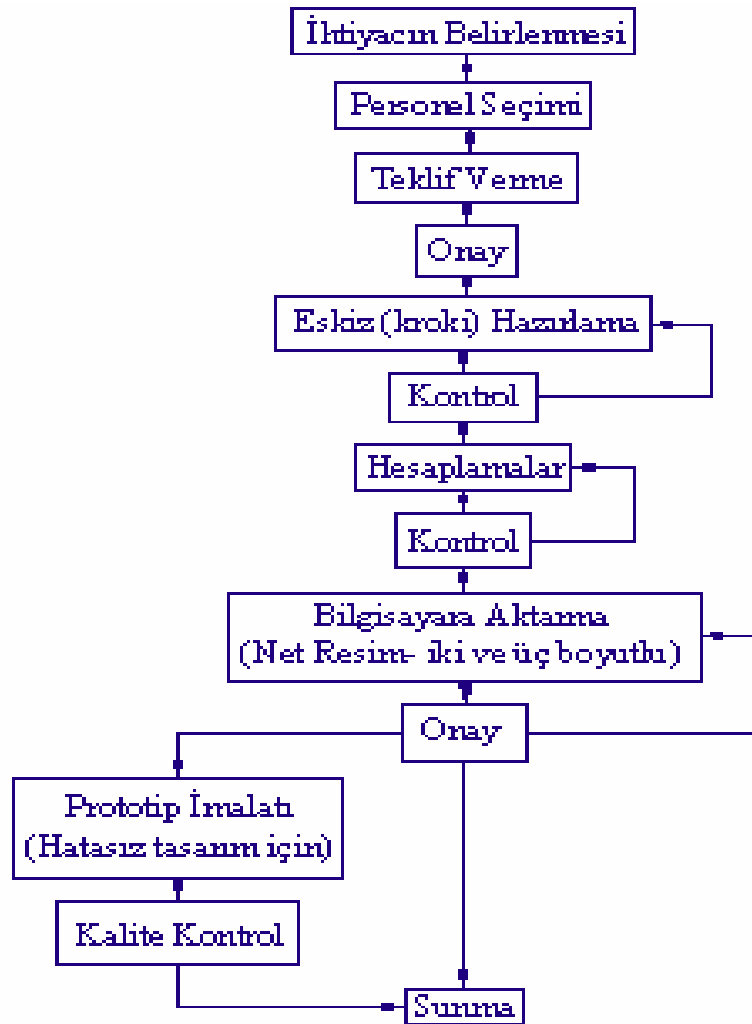 İhtiyacın Belirlenmesi
Personel Seçimi
Teklif Verme
Onay
Eskiz (kroki) Hazırlama
Kontrol
Hesaplamalar
Kontrol
Bilgisayara Aktarma
(Net Resim- iki ve üç boyutlu)
Onay
Prototip İmalatı
(Hatasız tasarım için)
Kalite Kontrol
Sunma